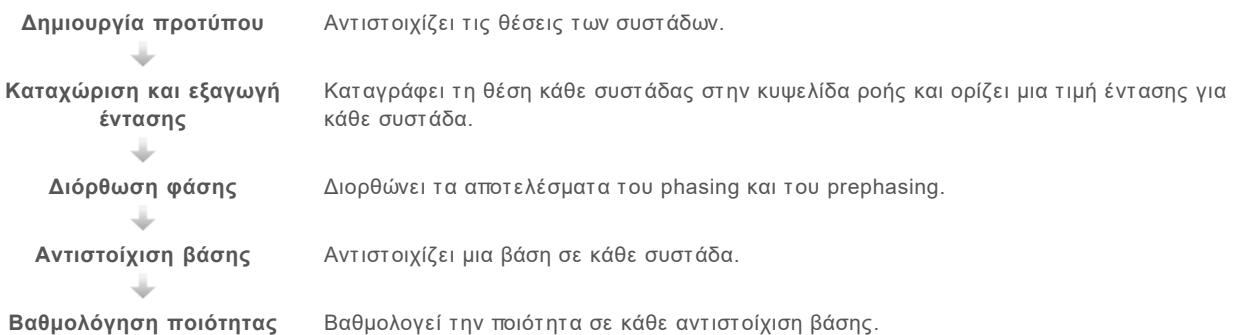 Δημιουργία προτύπου Αντιστοιχίζει τις θέσεις των συστάδων.
Καταχώριση και εξαγωγή Καταγράφει τη θέση κάθε συστάδας στην κυψελίδα ροής και ορίζει μια τιμή έντασης για
έντασης κάθε συστάδα.
Διόρθωση φάσης Διορθώνει τα αποτελέσματα του phasing και του prephasing.
Αντιστοίχιση βάσης Αντιστοιχίζει μια βάση σε κάθε συστάδα.
Βαθμολόγηση ποιότητας Βαθμολογεί την ποιότητα σε κάθε αντιστοίχιση βάσης.